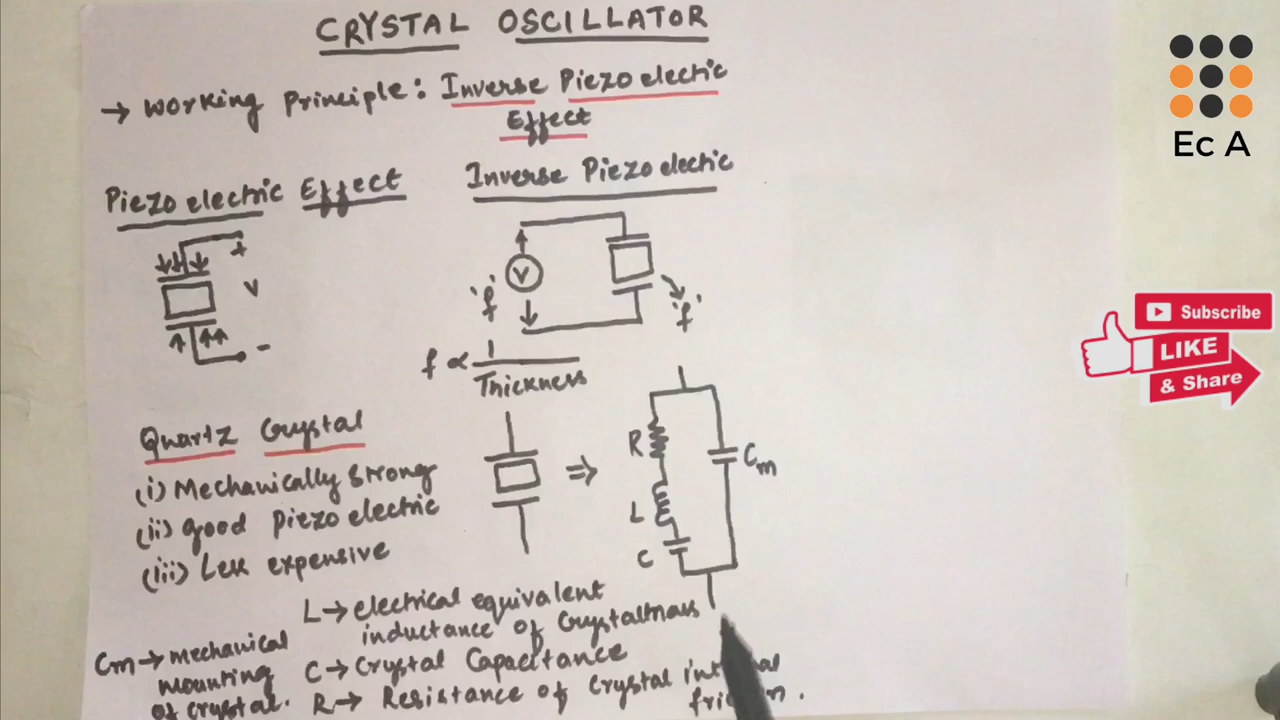 CRYSTAL OSCILLATOR
→ Working Principle: Inverse Piezo electric
Effect
Piezo electric Effect
Inverse Piezo electric
+
V
-
V
'f'
'f'
f ∝ 1
Thickness
Quartz Crystal
(i) Mechanically strong
(ii) good Piezo electric
(iii) Less expensive
⇒
R
L
C
Cm
L → electrical equivalent
inductance of Crystal mass
Cm → mechanical
mounting
of crystal.
C → Crystal Capacitance
R → Resistance of Crystal
Ec A
Subscribe
LIKE
& Share